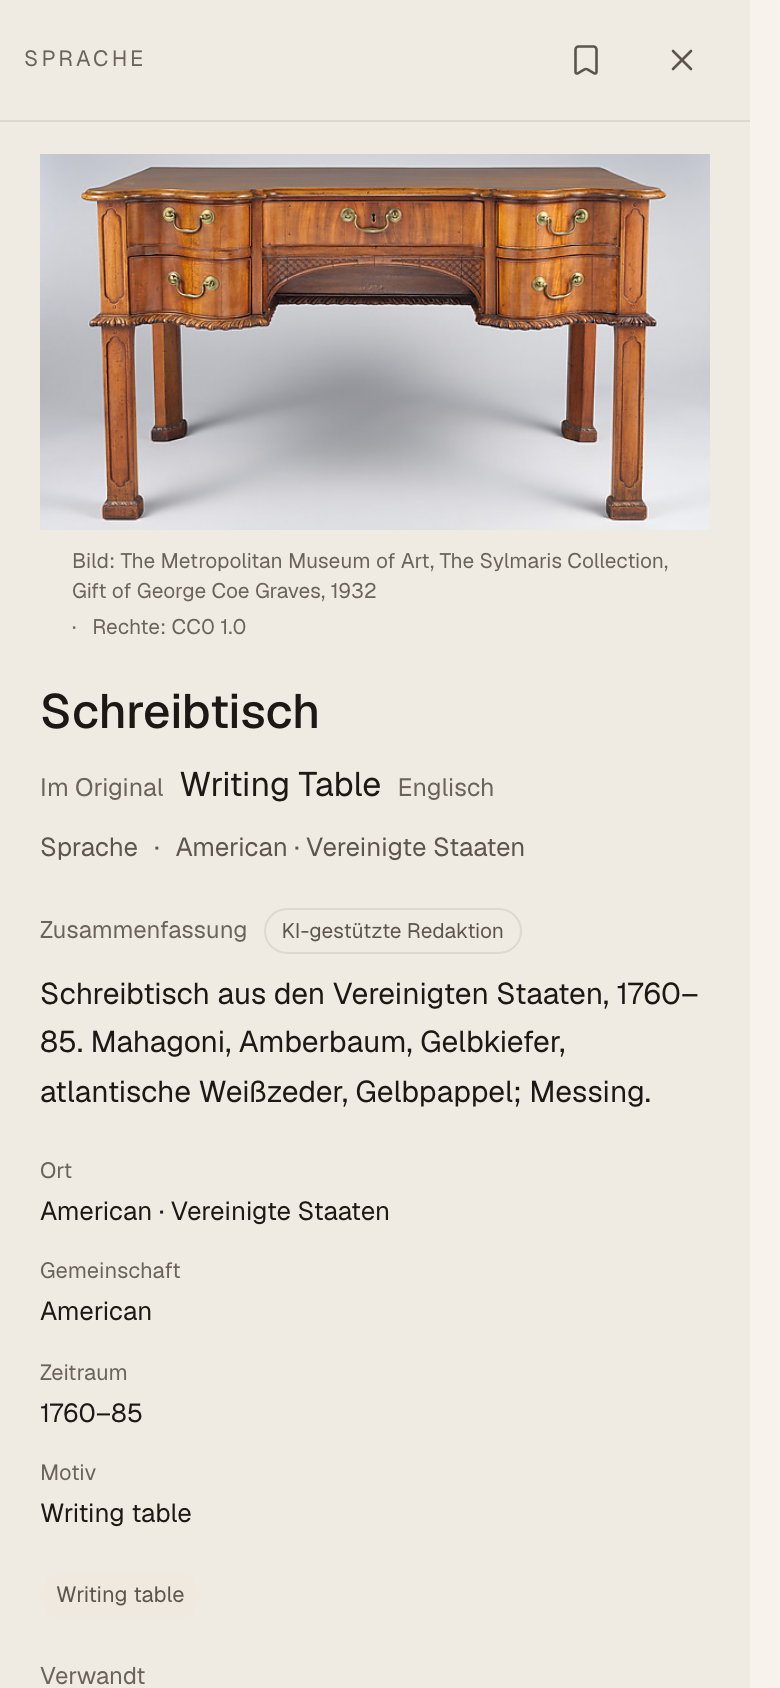 SPRACHE
Bild: The Metropolitan Museum of Art, The Sylmaris Collection,
Gift of George Coe Graves, 1932
· Rechte: CC0 1.0
Schreibtisch
Im Original Writing Table Englisch
Sprache · American · Vereinigte Staaten
Zusammenfassung KI-gestützte Redaktion
Schreibtisch aus den Vereinigten Staaten, 1760–
85. Mahagoni, Amberbaum, Gelbkiefer,
atlantische Weißzeder, Gelbpappel; Messing.
Ort
American · Vereinigte Staaten
Gemeinschaft
American
Zeitraum
1760–85
Motiv
Writing table
Writing table
Verwandt